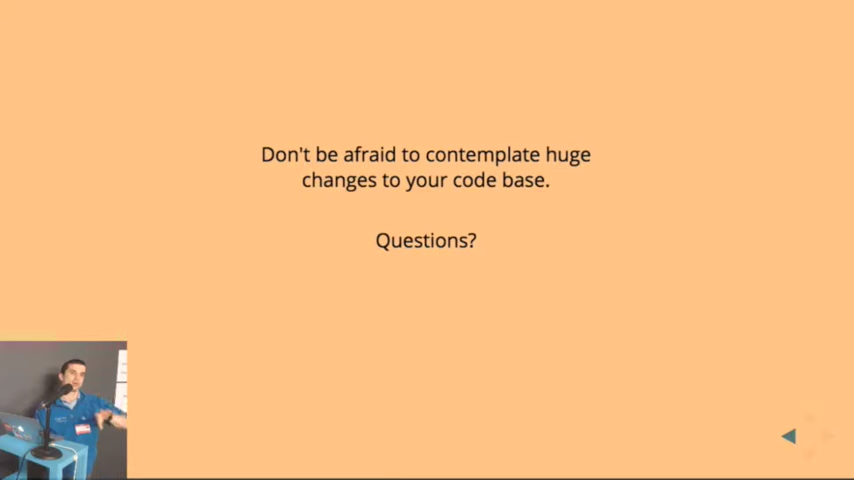 Don't be afraid to contemplate huge
changes to your code base.
Questions?